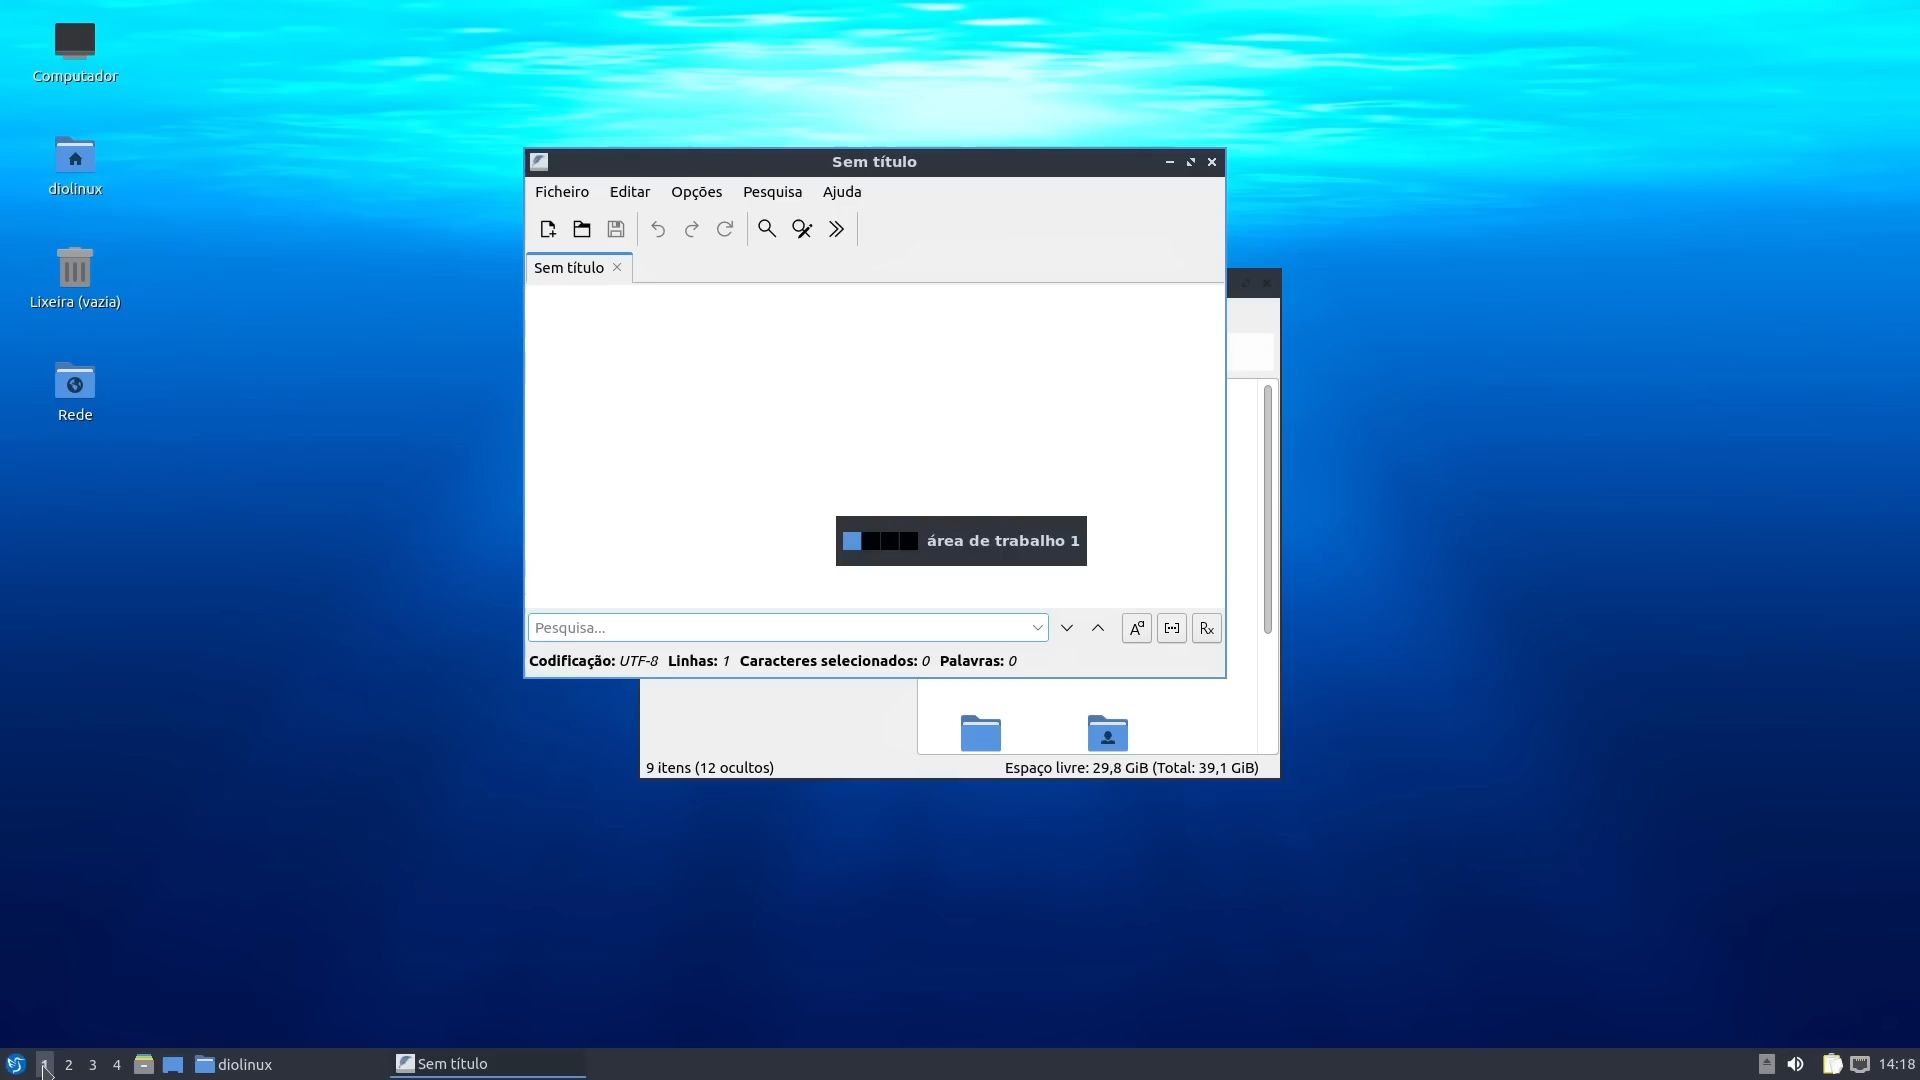 Computador
diolinux
Lixeira (vazia)
Rede
Sem título
Ficheiro Editar Opções Pesquisa Ajuda
Sem título
área de trabalho 1
Pesquisa...
Codificação: UTF-8 Linhas: 1 Caracteres selecionados: 0 Palavras: 0
9 itens (12 ocultos) Espaço livre: 29,8 GiB (Total: 39,1 GiB)
1 2 3 4 diolinux Sem título 14:18